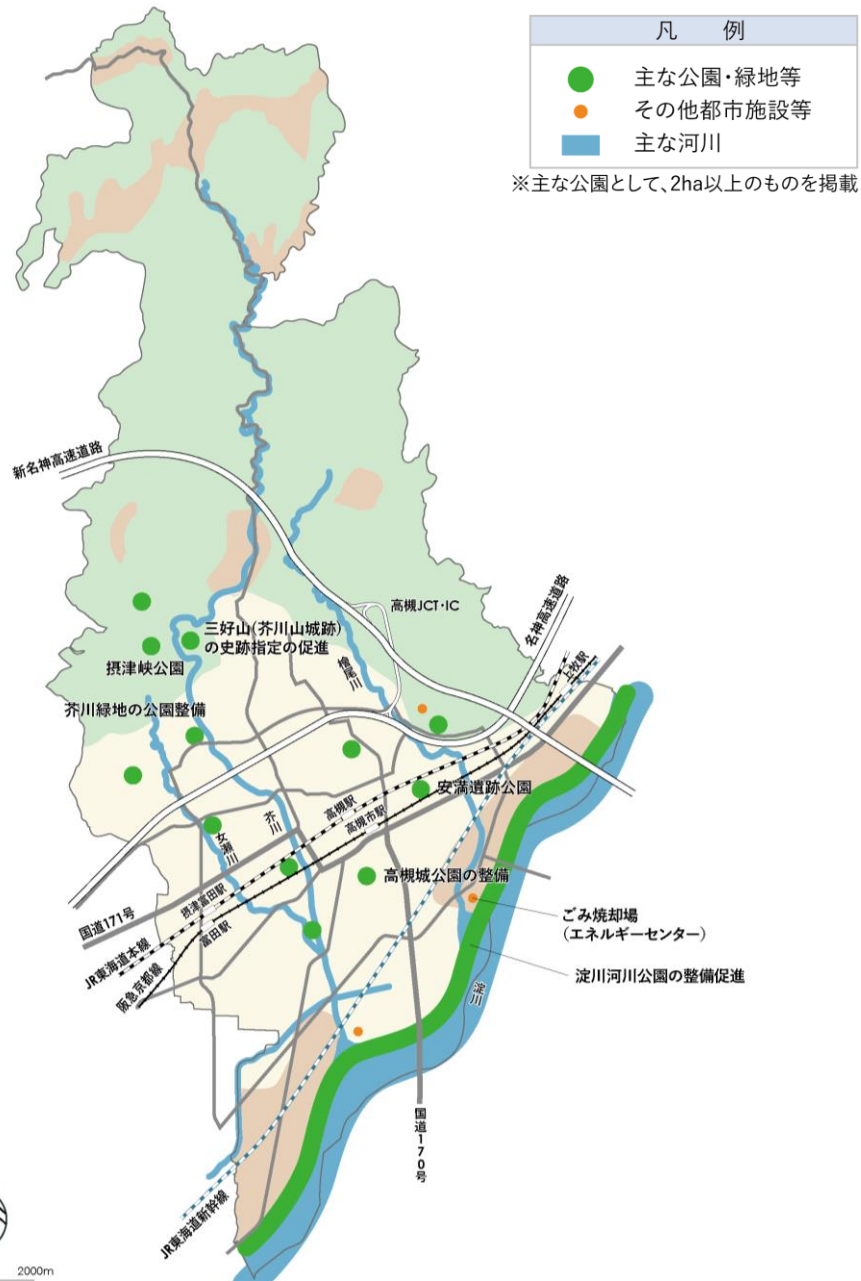 凡 例
主な公園・緑地等
その他都市施設等
主な河川
※主な公園として、2ha以上のものを掲載
新名神高速道路
高槻JCT・IC
名神高速道路
三好山(芥川山城跡)
の史跡指定の促進
摂津峡公園
檜尾川
上牧駅
芥川緑地の公園整備
安満遺跡公園
高槻駅
高槻市駅
芥川
女瀬川
高槻城公園の整備
摂津富田駅
富田駅
国道171号
JR東海道本線
阪急京都線
ごみ焼却場
(エネルギーセンター)
淀川河川公園の整備促進
淀川
国道170号
JR東海道新幹線
2000m